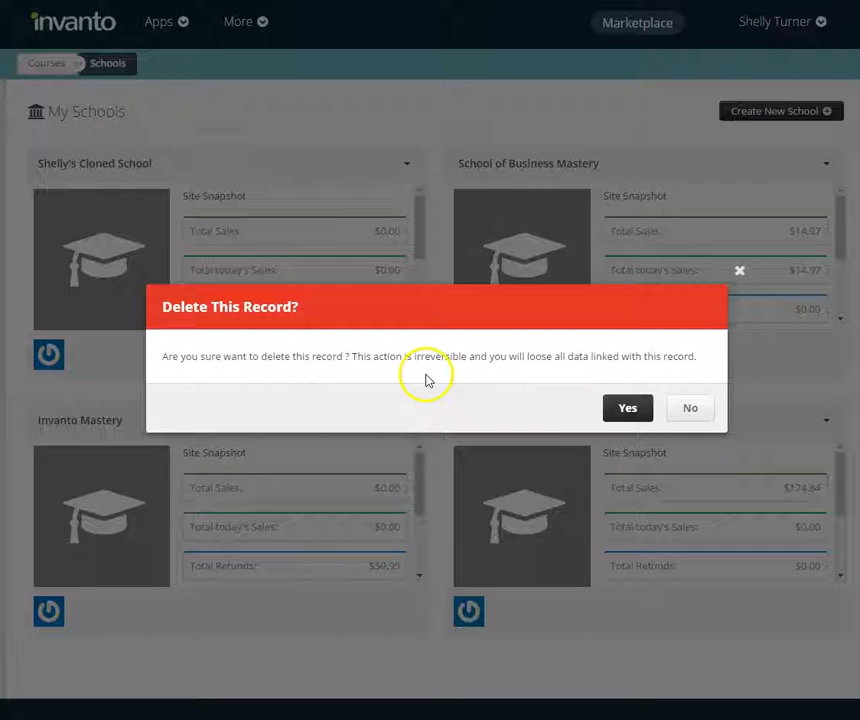 invanto Apps More Marketplace Shelly Turner
Courses or Schools
My Schools Create New School
Shelly's Cloned School School of Business Mastery
Site Snapshot Site Snapshot
Total Sales: $0.00 Total Sales: $14.97
Total today's Sales: $0.00 Total today's Sales: $14.97
$0.00
Delete This Record?
Are you sure want to delete this record ? This action is irreversible and you will loose all data linked with this record.
Yes No
Invanto Mastery
Site Snapshot Site Snapshot
Total Sales: $0.00 Total Sales: $174.84
Total today's Sales: $0.00 Total today's Sales: $0.00
Total Refunds: $59.95 Total Refunds: $0.00